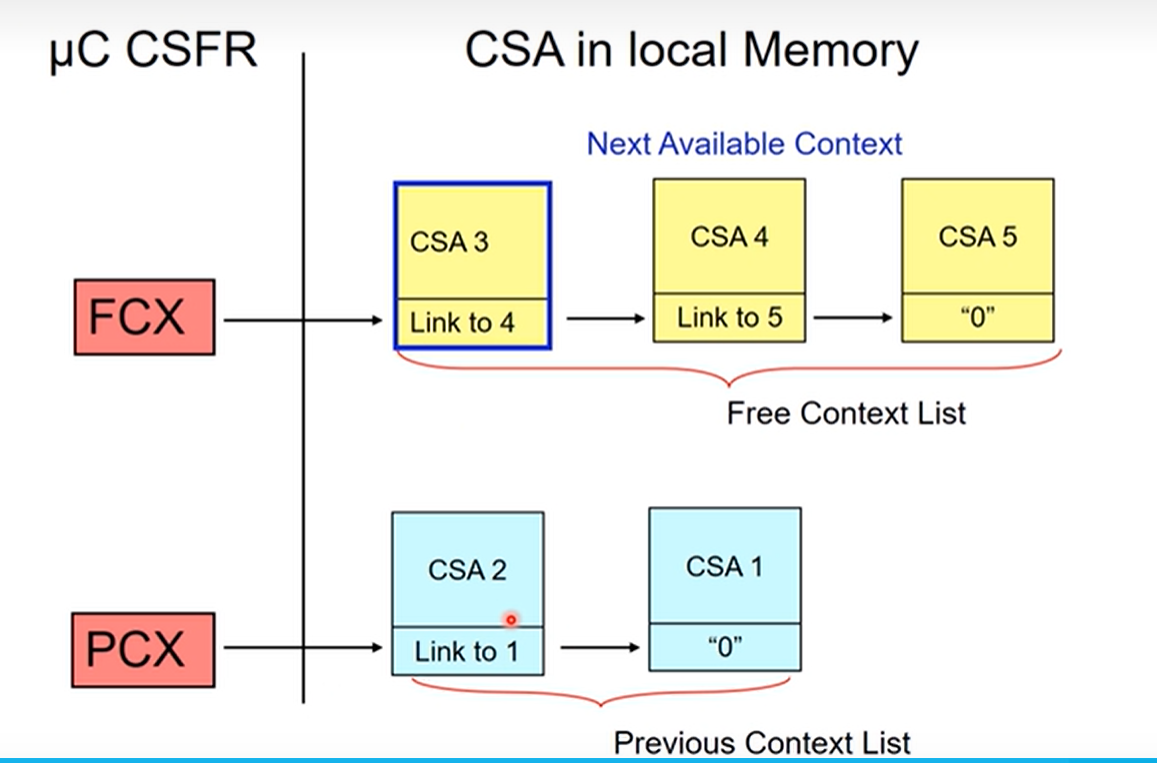 µC CSFR
CSA in local Memory
Next Available Context
CSA 3
CSA 4
CSA 5
FCX
Link to 4
Link to 5
“0”
Free Context List
CSA 2
CSA 1
PCX
Link to 1
“0”
Previous Context List